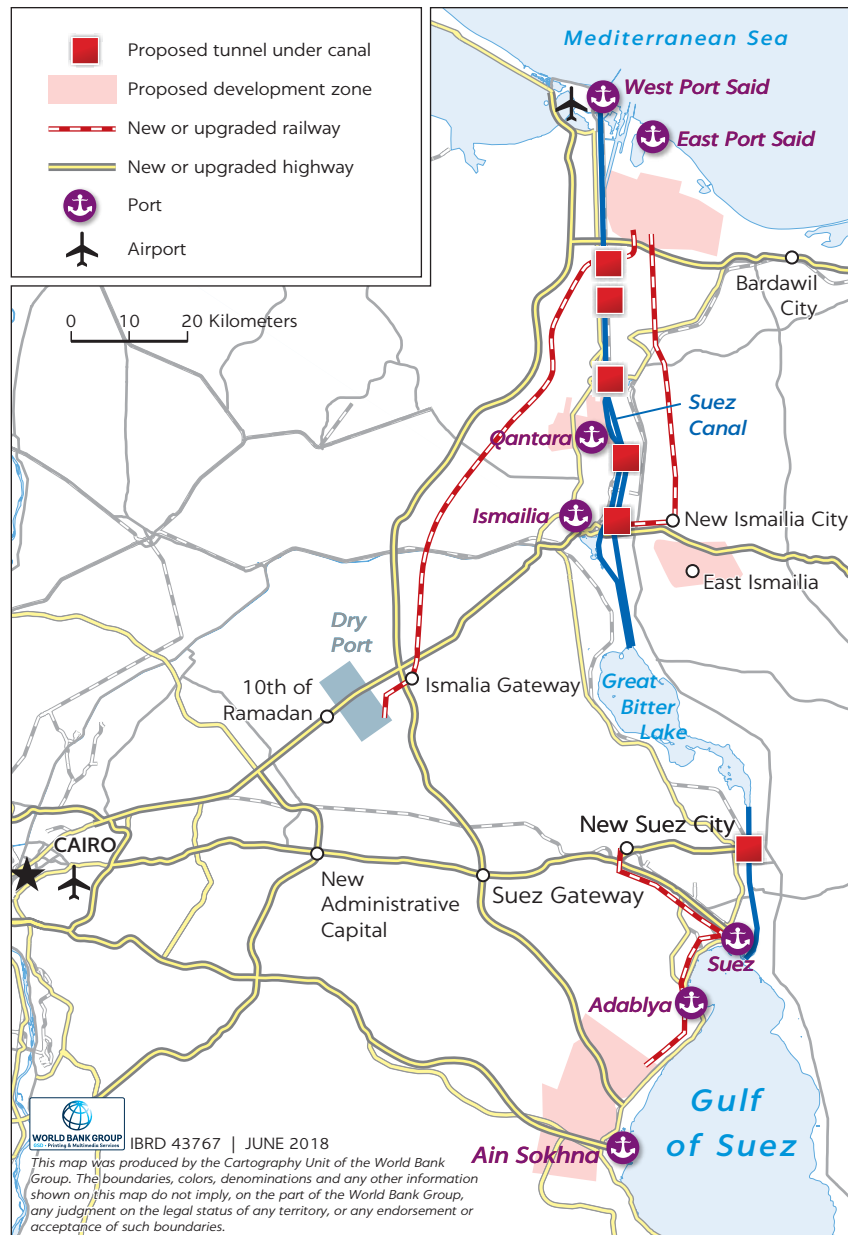 Proposed tunnel under canal
Proposed development zone
New or upgraded railway
New or upgraded highway
Port
Airport
Mediterranean Sea
West Port Said
East Port Said
Bardawil
City
0 10 20 Kilometers
Suez
Canal
Qantara
Ismailia
New Ismailia City
East Ismailia
Dry
Port
10th of
Ramadan
Ismalia Gateway
Great
Bitter
Lake
New Suez City
CAIRO
New
Administrative
Capital
Suez Gateway
Suez
Adablya
Gulf
of Suez
Ain Sokhna
WORLD BANK GROUP
GSD - Printing & Multimedia Services
IBRD 43767 | JUNE 2018
This map was produced by the Cartography Unit of the World Bank
Group. The boundaries, colors, denominations and any other information
shown on this map do not imply, on the part of the World Bank Group,
any judgment on the legal status of any territory, or any endorsement or
acceptance of such boundaries.